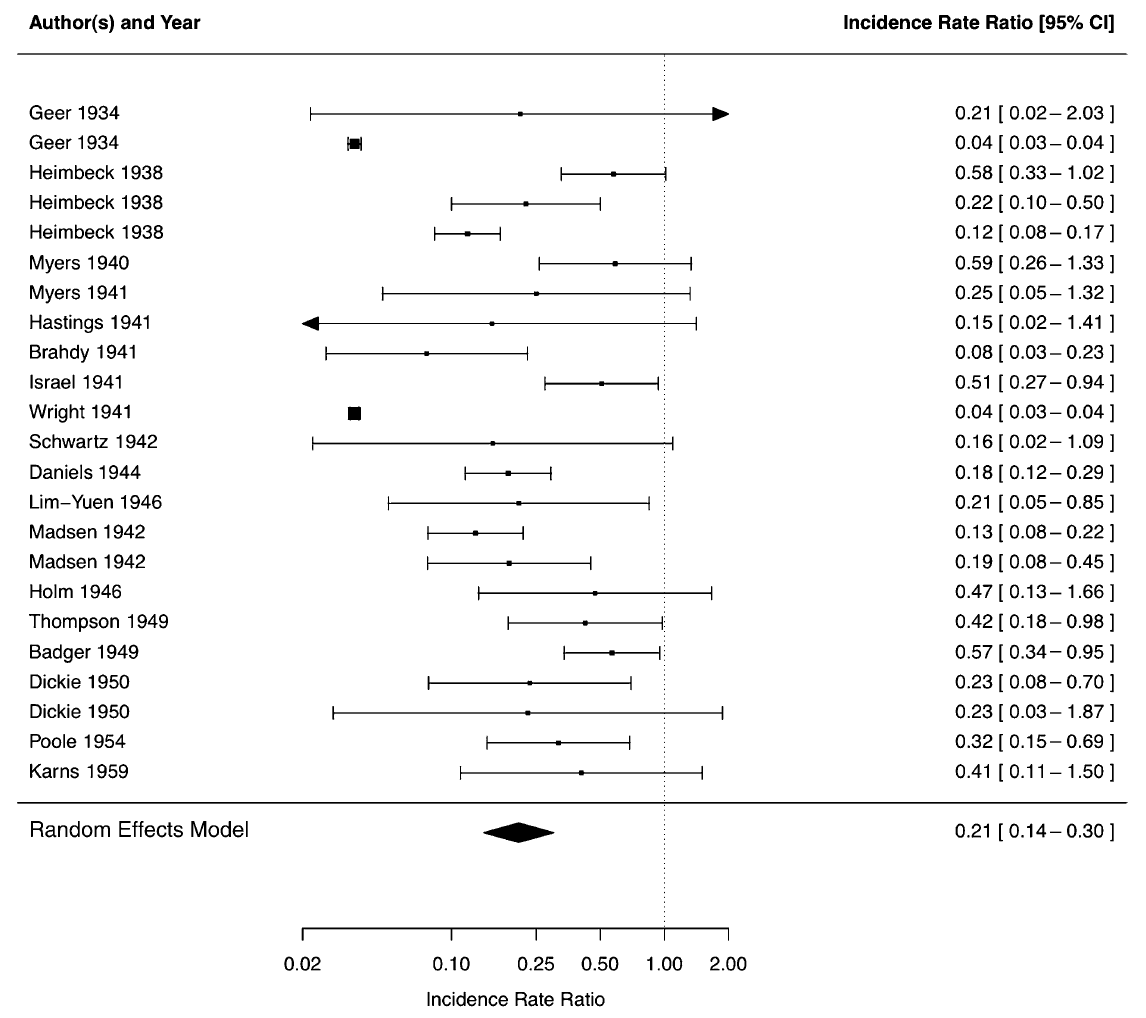 Author(s) and Year Incidence Rate Ratio [95% CI]
Geer 1934 0.21 [ 0.02 − 2.03 ]
Geer 1934 0.04 [ 0.03 − 0.04 ]
Heimbeck 1938 0.58 [ 0.33 − 1.02 ]
Heimbeck 1938 0.22 [ 0.10 − 0.50 ]
Heimbeck 1938 0.12 [ 0.08 − 0.17 ]
Myers 1940 0.59 [ 0.26 − 1.33 ]
Myers 1941 0.25 [ 0.05 − 1.32 ]
Hastings 1941 0.15 [ 0.02 − 1.41 ]
Brahdy 1941 0.08 [ 0.03 − 0.23 ]
Israel 1941 0.51 [ 0.27 − 0.94 ]
Wright 1941 0.04 [ 0.03 − 0.04 ]
Schwartz 1942 0.16 [ 0.02 − 1.09 ]
Daniels 1944 0.18 [ 0.12 − 0.29 ]
Lim−Yuen 1946 0.21 [ 0.05 − 0.85 ]
Madsen 1942 0.13 [ 0.08 − 0.22 ]
Madsen 1942 0.19 [ 0.08 − 0.45 ]
Holm 1946 0.47 [ 0.13 − 1.66 ]
Thompson 1949 0.42 [ 0.18 − 0.98 ]
Badger 1949 0.57 [ 0.34 − 0.95 ]
Dickie 1950 0.23 [ 0.08 − 0.70 ]
Dickie 1950 0.23 [ 0.03 − 1.87 ]
Poole 1954 0.32 [ 0.15 − 0.69 ]
Karns 1959 0.41 [ 0.11 − 1.50 ]
Random Effects Model 0.21 [ 0.14 − 0.30 ]
0.02 0.10 0.25 0.50 1.00 2.00
Incidence Rate Ratio